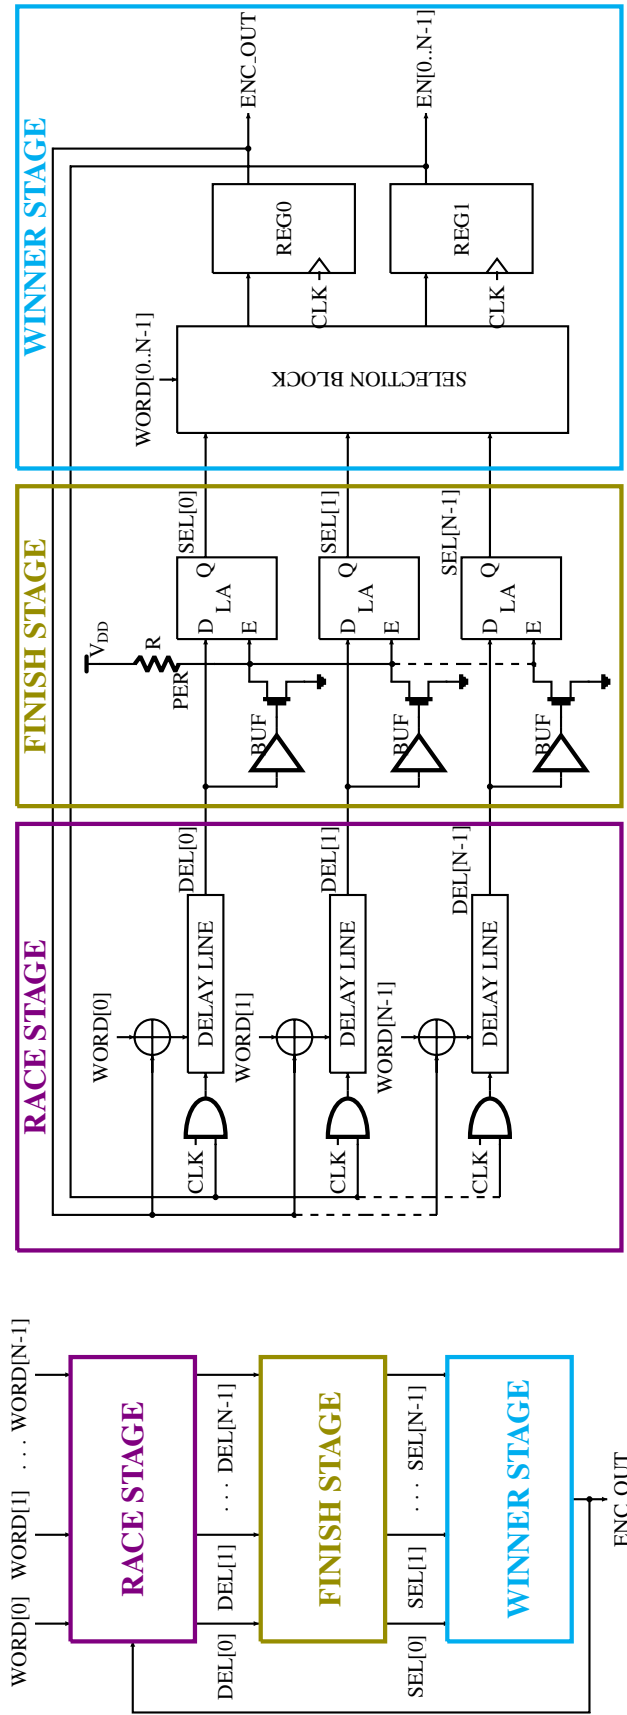 WORD[0]
WORD[1]
. . .
WORD[N-1]
RACE STAGE
DEL[0]
DEL[1]
. . .
DEL[N-1]
FINISH STAGE
SEL[0]
SEL[1]
. . .
SEL[N-1]
WINNER STAGE
ENC_OUT
RACE STAGE
WORD[0]
CLK
DELAY LINE
DEL[0]
WORD[1]
CLK
DELAY LINE
DEL[1]
WORD[N-1]
CLK
DELAY LINE
DEL[N-1]
FINISH STAGE
VDD
R
PER
BUF
D
E
Q
LA
SEL[0]
BUF
D
E
Q
LA
SEL[1]
BUF
D
E
Q
LA
SEL[N-1]
WINNER STAGE
WORD[0..N-1]
SELECTION BLOCK
CLK
REG0
ENC_OUT
CLK
REG1
EN[0..N-1]